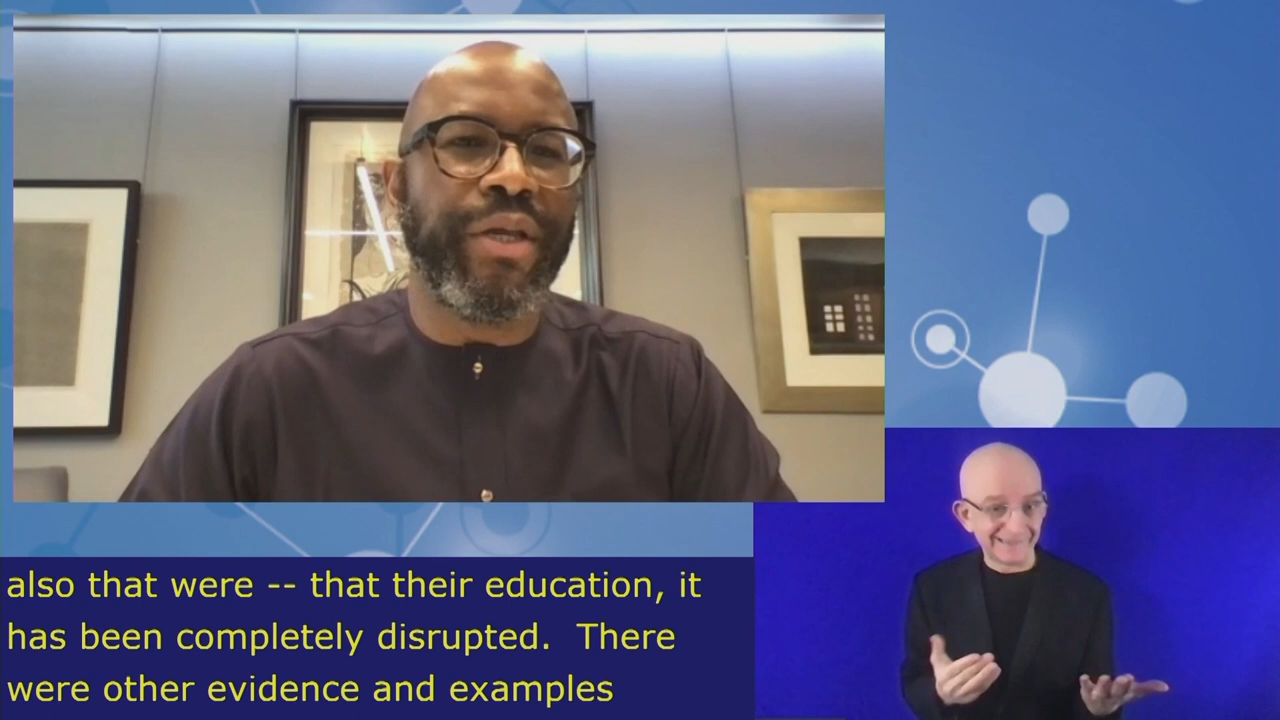 also that were -- that their education, it
has been completely disrupted.  There
were other evidence and examples